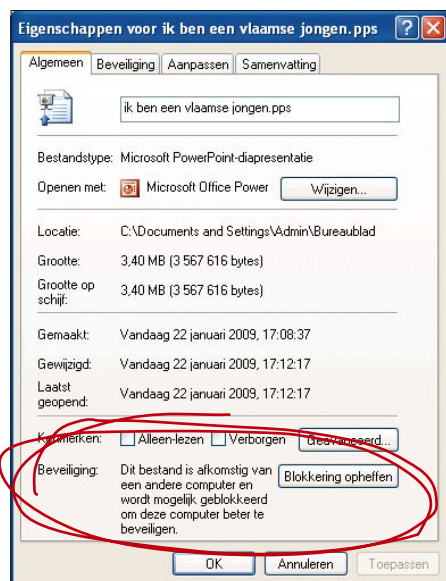 Eigenschappen voor ik ben een vlaamse jongen.pps
Algemeen Beveiliging Aanpassen Samenvatting
ik ben een vlaamse jongen.pps
Bestandstype: Microsoft PowerPoint-diapresentatie
Openen met: Microsoft Office Power Wijzigen...
Locatie: C:\Documents and Settings\Admin\Bureaublad
Grootte: 3,40 MB (3 567 616 bytes)
Grootte op
schijf: 3,40 MB (3 567 616 bytes)
Gemaakt: Vandaag 22 januari 2009, 17:08:37
Gewijzigd: Vandaag 22 januari 2009, 17:12:17
Laatst
geopend: Vandaag 22 januari 2009, 17:12:17
Kenmerken: Alleen-lezen Verborgen Geavanceerd...
Beveiliging: Dit bestand is afkomstig van
een andere computer en Blokkering opheffen
wordt mogelijk geblokkeerd
om deze computer beter te
beveiligen.
OK Annuleren Toepassen